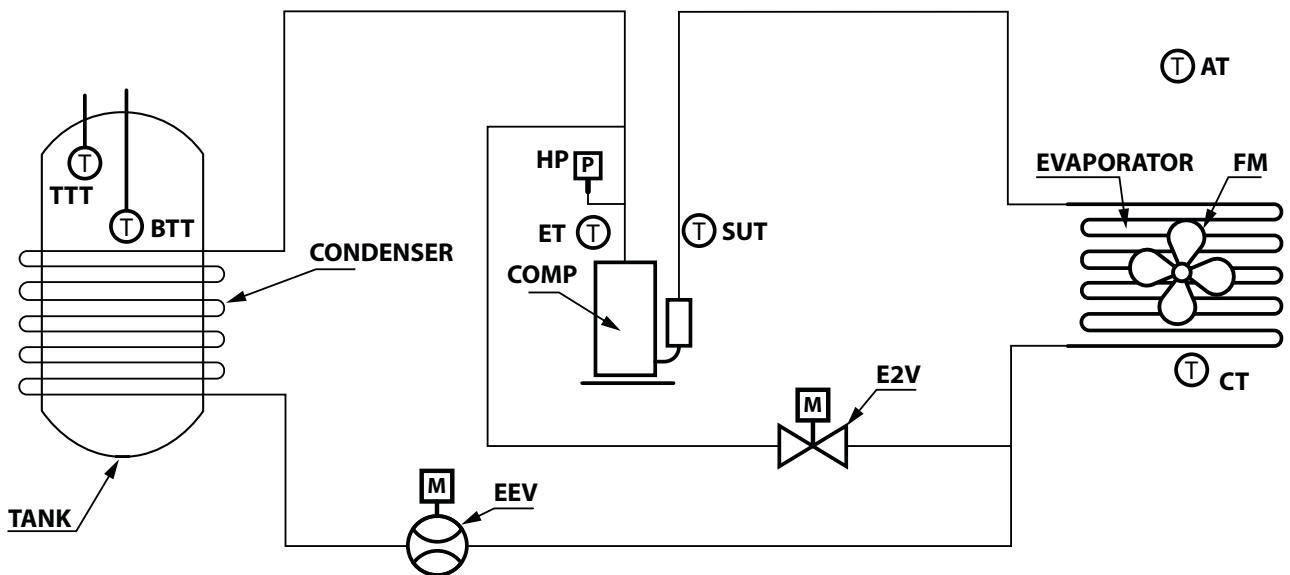 T AT
HP P
EVAPORATOR FM
T
TTT
T BTT
ET T
T SUT
CONDENSER
COMP
E2V
T CT
M
M
EEV
TANK